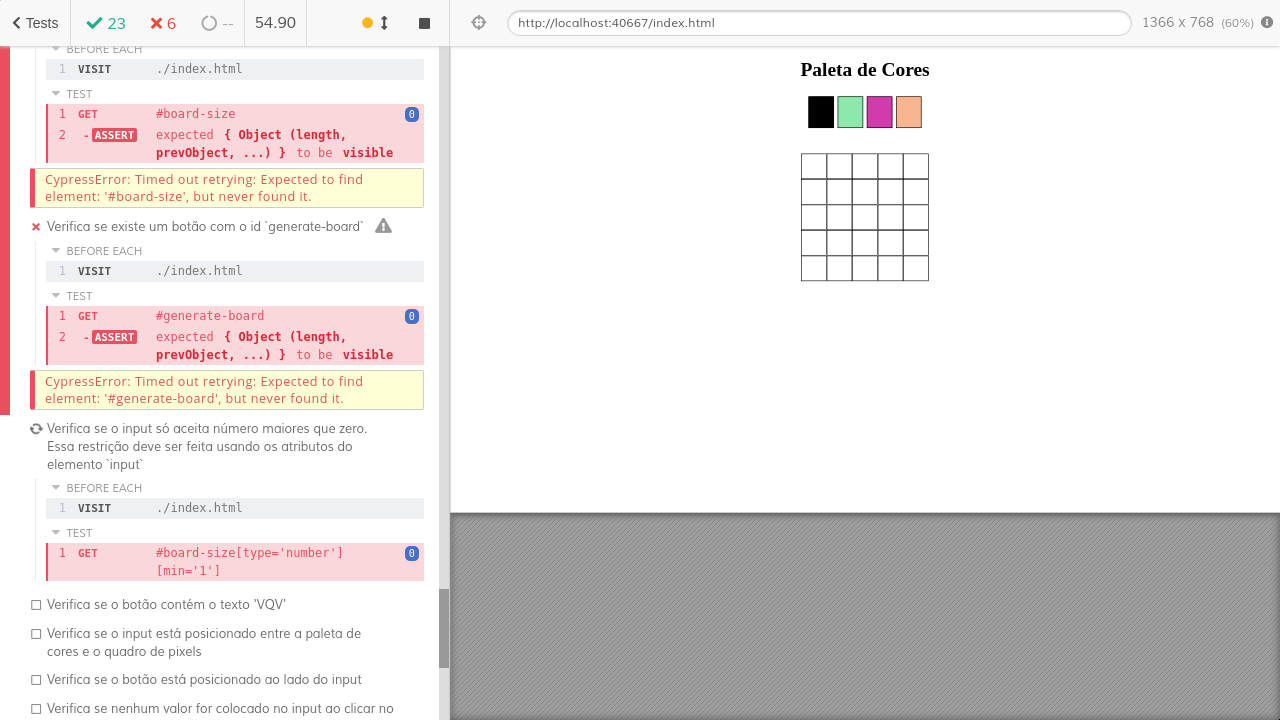 Tests
23
6
--
54.90
http://localhost:40667/index.html
1366 x 768 (60%)
BEFORE EACH
1 VISIT ./index.html
TEST
1 GET #board-size 0
2 -ASSERT expected { Object (length,
prevObject, ...) } to be visible
CypressError: Timed out retrying: Expected to find
element: '#board-size', but never found it.
Verifica se existe um botão com o id `generate-board`
BEFORE EACH
1 VISIT ./index.html
TEST
1 GET #generate-board 0
2 -ASSERT expected { Object (length,
prevObject, ...) } to be visible
CypressError: Timed out retrying: Expected to find
element: '#generate-board', but never found it.
Verifica se o input só aceita número maiores que zero.
Essa restrição deve ser feita usando os atributos do
elemento `input`
BEFORE EACH
1 VISIT ./index.html
TEST
1 GET #board-size[type='number'] 0
[min='1']
Verifica se o botão contém o texto 'VQV'
Verifica se o input está posicionado entre a paleta de
cores e o quadro de pixels
Verifica se o botão está posicionado ao lado do input
Verifica se nenhum valor for colocado no input ao clicar no
Paleta de Cores